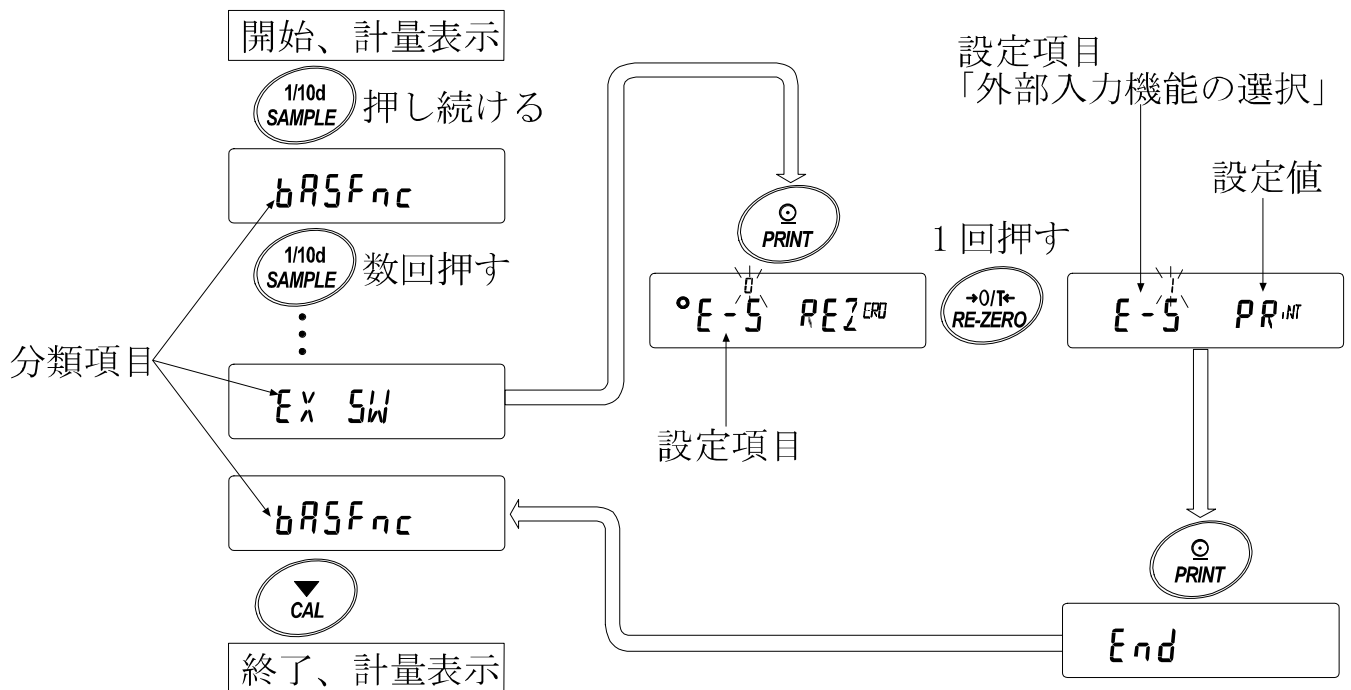 開始、計量表示
1/10d
SAMPLE
押し続ける
bASFnc
1/10d
SAMPLE
数回押す
分類項目
EX SW
bASFnc
CAL
終了、計量表示
PRINT
0
E-S REZERO
設定項目
1回押す
→0/T←
RE-ZERO
設定項目
「外部入力機能の選択」
設定値
1
E-S PRINT
PRINT
End